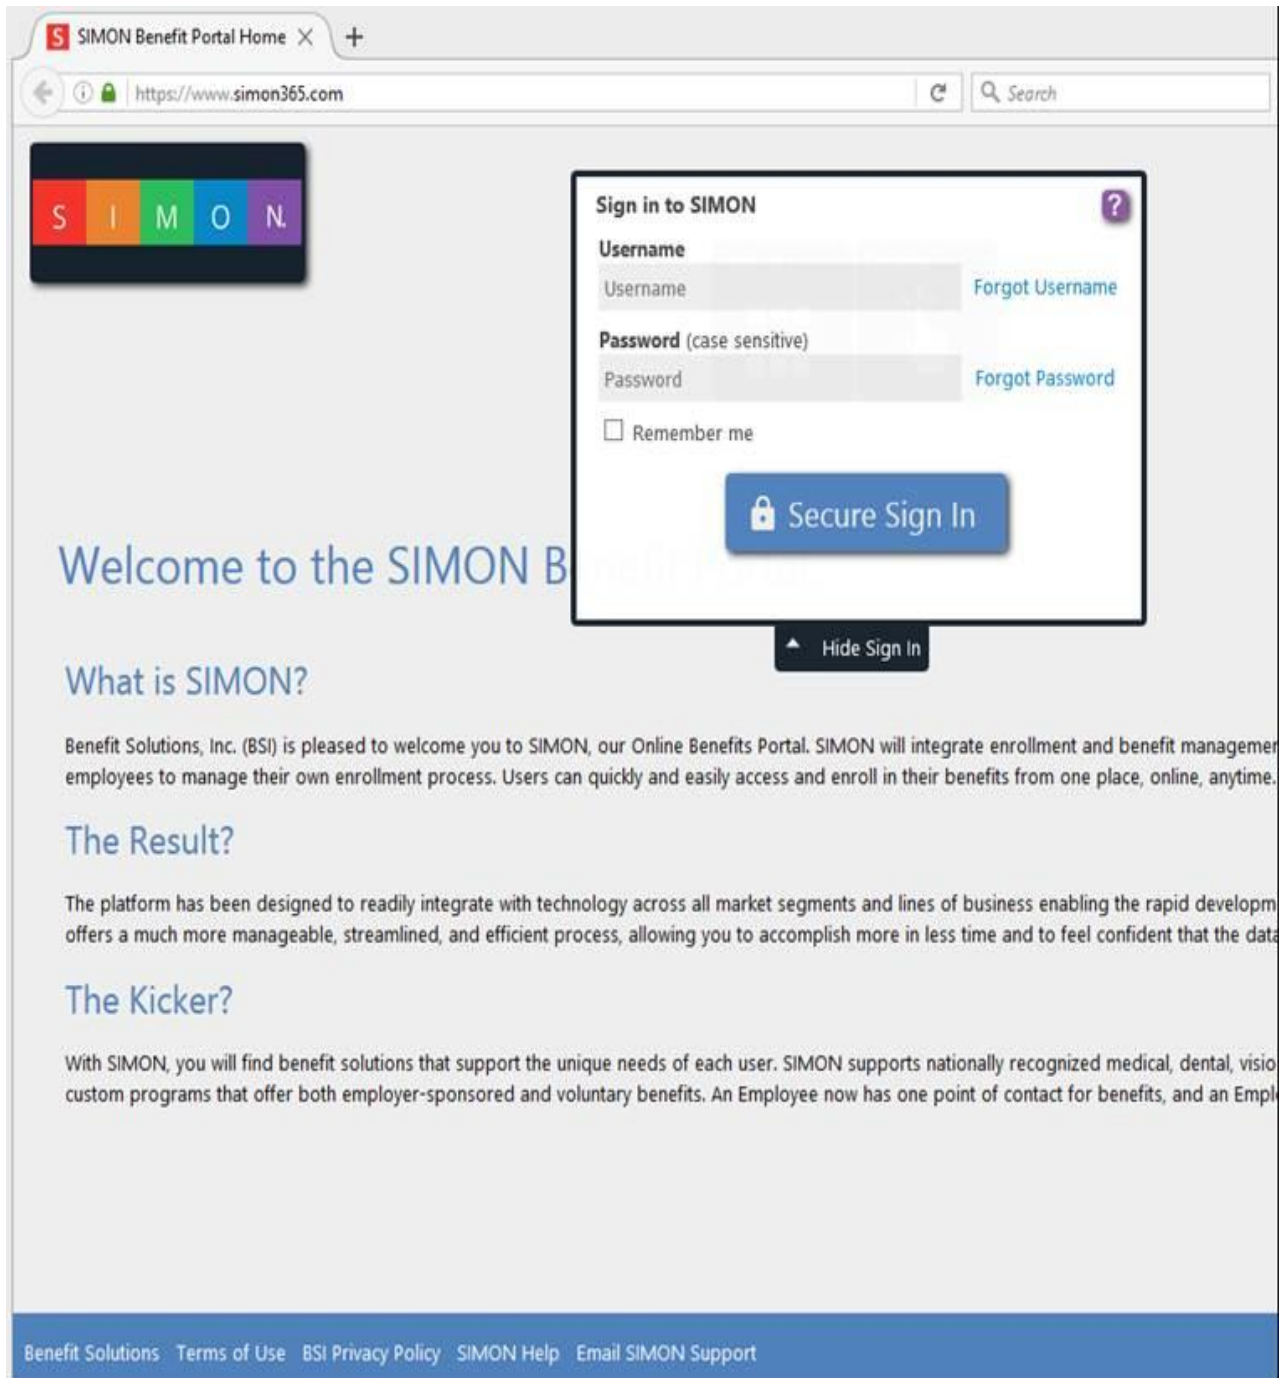 S SIMON Benefit Portal Home
https://www.simon365.com Search
S I M O N.
Sign in to SIMON ?
Username
Username Forgot Username
Password (case sensitive)
Password Forgot Password
Remember me
Secure Sign In
Hide Sign In
Welcome to the SIMON B
What is SIMON?
Benefit Solutions, Inc. (BSI) is pleased to welcome you to SIMON, our Online Benefits Portal. SIMON will integrate enrollment and benefit managemen
employees to manage their own enrollment process. Users can quickly and easily access and enroll in their benefits from one place, online, anytime.
The Result?
The platform has been designed to readily integrate with technology across all market segments and lines of business enabling the rapid developm
offers a much more manageable, streamlined, and efficient process, allowing you to accomplish more in less time and to feel confident that the data
The Kicker?
With SIMON, you will find benefit solutions that support the unique needs of each user. SIMON supports nationally recognized medical, dental, visio
custom programs that offer both employer-sponsored and voluntary benefits. An Employee now has one point of contact for benefits, and an Empl
Benefit Solutions Terms of Use BSI Privacy Policy SIMON Help Email SIMON Support